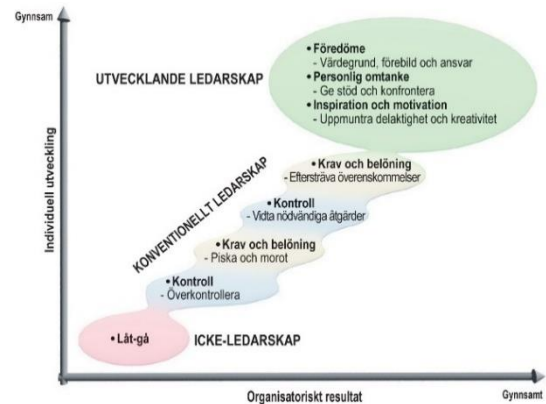 Gynnsam
UTVECKLANDE LEDARSKAP
• Föredöme
- Värdegrund, förebild och ansvar
• Personlig omtanke
- Ge stöd och konfrontera
• Inspiration och motivation
- Uppmuntra delaktighet och kreativitet
Individuell utveckling
KONVENTIONELLT LEDARSKAP
• Krav och belöning
- Eftersträva överenskommelser
• Kontroll
- Vidta nödvändiga åtgärder
• Krav och belöning
- Piska och morot
• Kontroll
- Överkontrollera
• Låt-gå
ICKE-LEDARSKAP
Organisatoriskt resultat
Gynnsamt